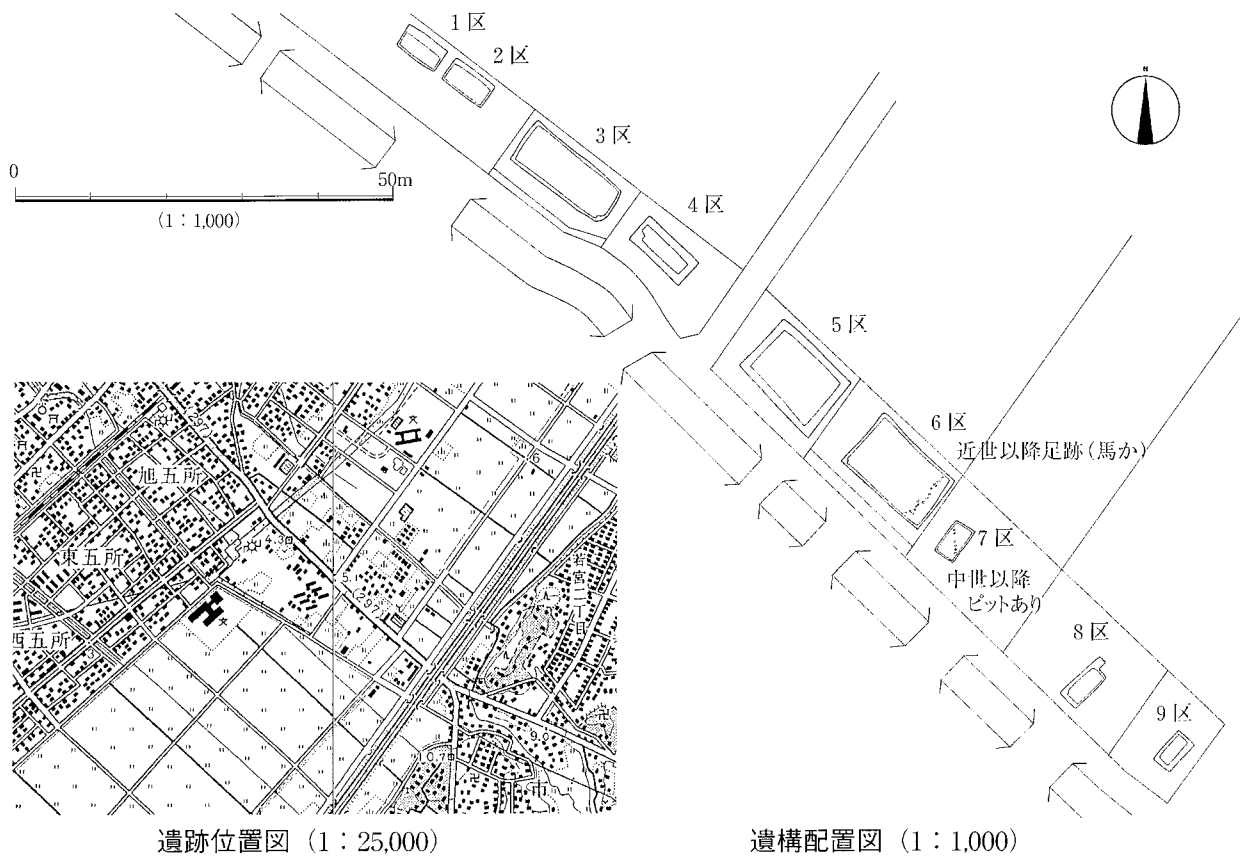 1区
2区
N
3区
0
50m
(1：1,000)
4区
5区
6区
近世以降足跡（馬か）
7区
中世以降
ピットあり
8区
9区
旭五所
東五所
西五所
若宮二丁目
市
遺跡位置図（1：25,000）
遺構配置図（1：1,000）